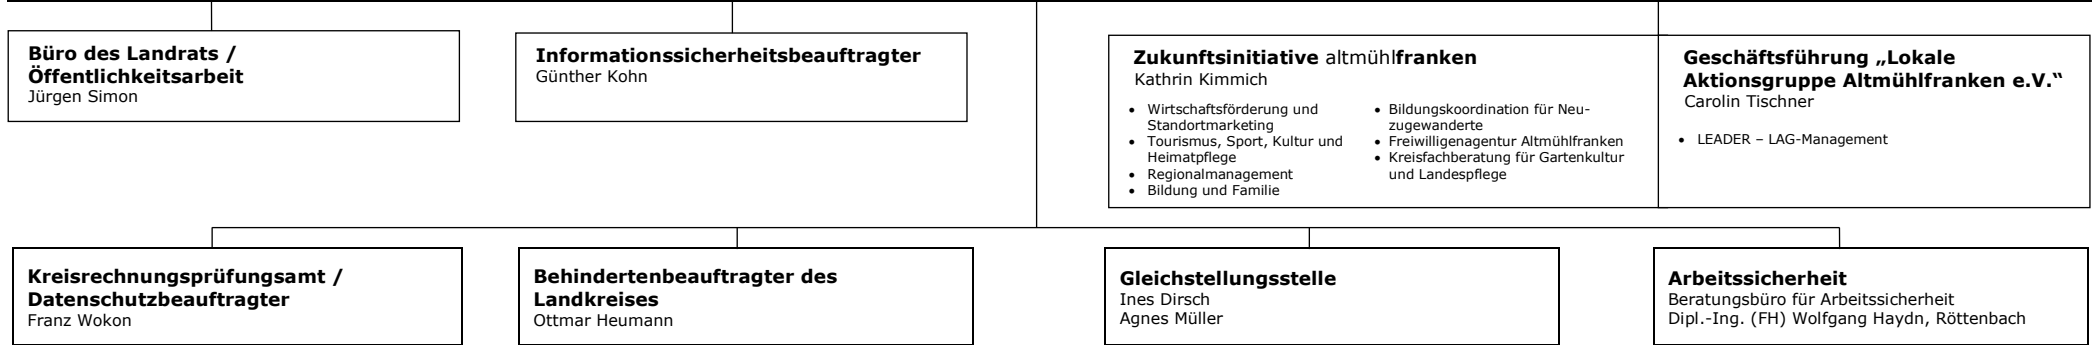 Büro des Landrats /
Öffentlichkeitsarbeit
Jürgen Simon
Informationssicherheitsbeauftragter
Günther Kohn
Zukunftsinitiative altmühlfranken
Kathrin Kimmich
• Wirtschaftsförderung und
Standortmarketing
• Tourismus, Sport, Kultur und
Heimatpflege
• Regionalmanagement
• Bildung und Familie
• Bildungskoordination für Neu-
zugewanderte
• Freiwilligenagentur Altmühlfranken
• Kreisfachberatung für Gartenkultur
und Landespflege
Geschäftsführung „Lokale
Aktionsgruppe Altmühlfranken e.V.“
Carolin Tischner
• LEADER – LAG-Management
Kreisrechnungsprüfungsamt /
Datenschutzbeauftragter
Franz Wokon
Behindertenbeauftragter des
Landkreises
Ottmar Heumann
Gleichstellungsstelle
Ines Dirsch
Agnes Müller
Arbeitssicherheit
Beratungsbüro für Arbeitssicherheit
Dipl.-Ing. (FH) Wolfgang Haydn, Röttenbach